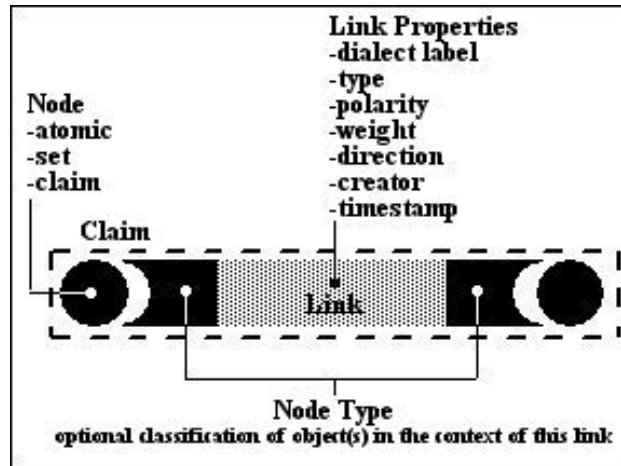 Link Properties
-dialect label
-type
-polarity
-weight
-direction
-creator
-timestamp
Node
-atomic
-set
-claim
Claim
Link
Node Type
optional classification of object(s) in the context of this link